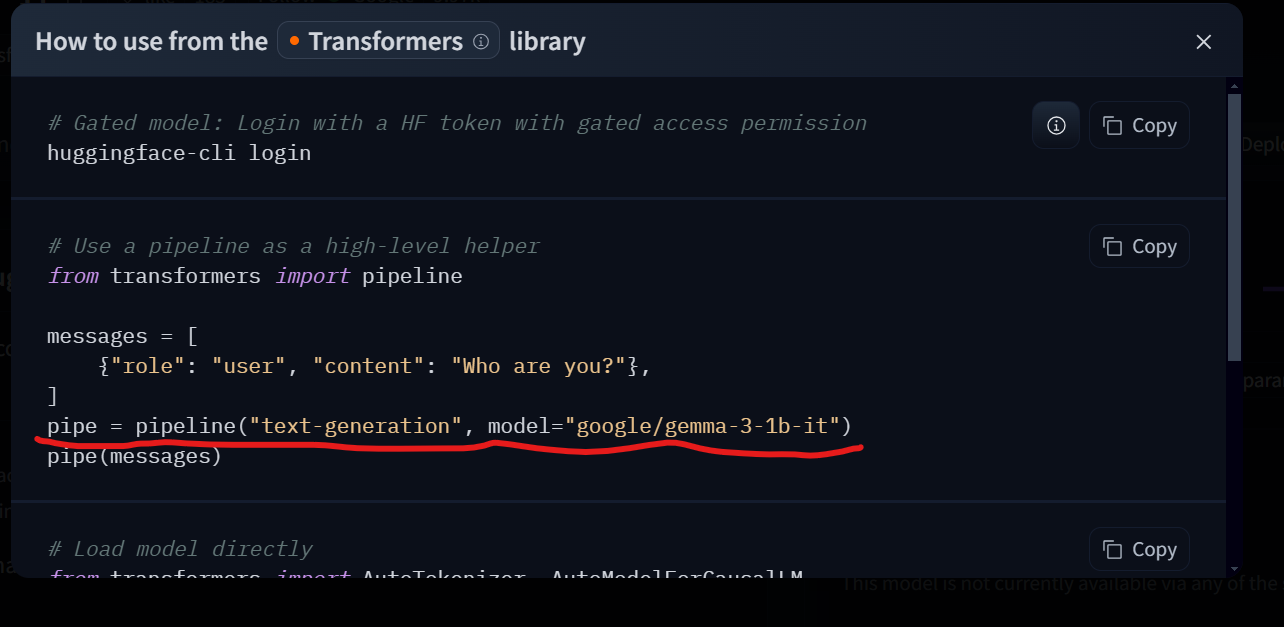 How to use from the Transformers library
# Gated model: Login with a HF token with gated access permission
Copy
huggingface-cli login
# Use a pipeline as a high-level helper
Copy
from transformers import pipeline
messages = [
{"role": "user", "content": "Who are you?"},
]
pipe = pipeline("text-generation", model="google/gemma-3-1b-it")
pipe(messages)
# Load model directly
Copy
from transformers import AutoTokenizer, AutoModelForCausalLM
This model is not currently available via any of the